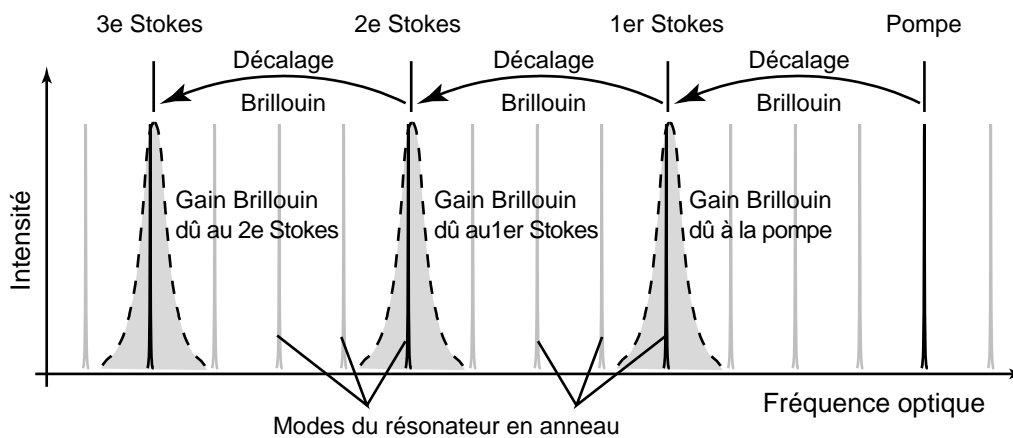 3e Stokes
2e Stokes
1er Stokes
Pompe
Décalage
Décalage
Décalage
Brillouin
Brillouin
Brillouin
Intensité
Gain Brillouin
dû au 2e Stokes
Gain Brillouin
dû au1er Stokes
Gain Brillouin
dû à la pompe
Modes du résonateur en anneau
Fréquence optique